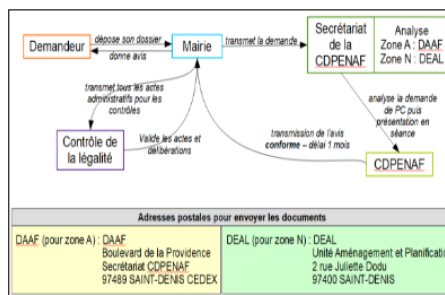 Demandeur
dépose son dossier
donne avis
Mairie
transmet la demande
Secrétariat
de la
CDPENAF
Analyse
Zone A : DAAF
Zone N : DEAL
transmet tous les actes
administratifs pour les
contrôles
analyse la demande
de PC puis
présentation en
séance
Contrôle de
la légalité
Valide les actes et
délibérations
transmission de l'avis
conforme – délai 1 mois
CDPENAF
Adresses postales pour envoyer les documents
DAAF (pour zone A) : DAAF
Boulevard de la Providence
Secrétariat CDPENAF
97489 SAINT-DENIS CEDEX
DEAL (pour zone N) : DEAL
Unité Aménagement et Planificatio
2 rue Juliette Dodu
97400 SAINT-DENIS